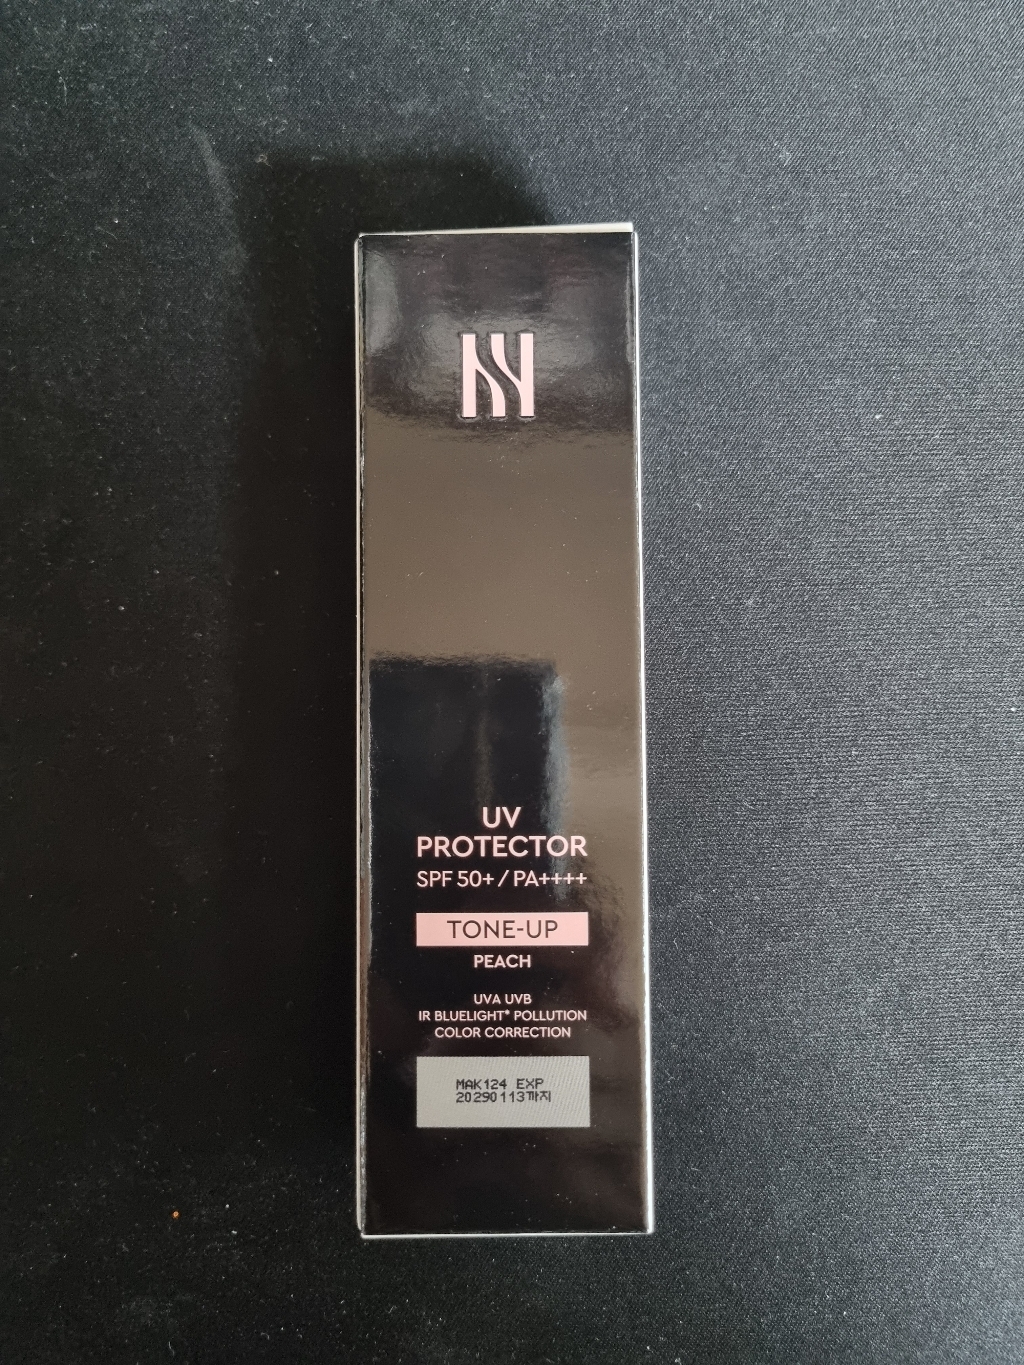 UV
PROTECTOR
SPF 50+ / PA++++
TONE-UP
PEACH
UVA UVB
IR BLUELIGHT* POLLUTION
COLOR CORRECTION
MAK124 EXP
20290113까지